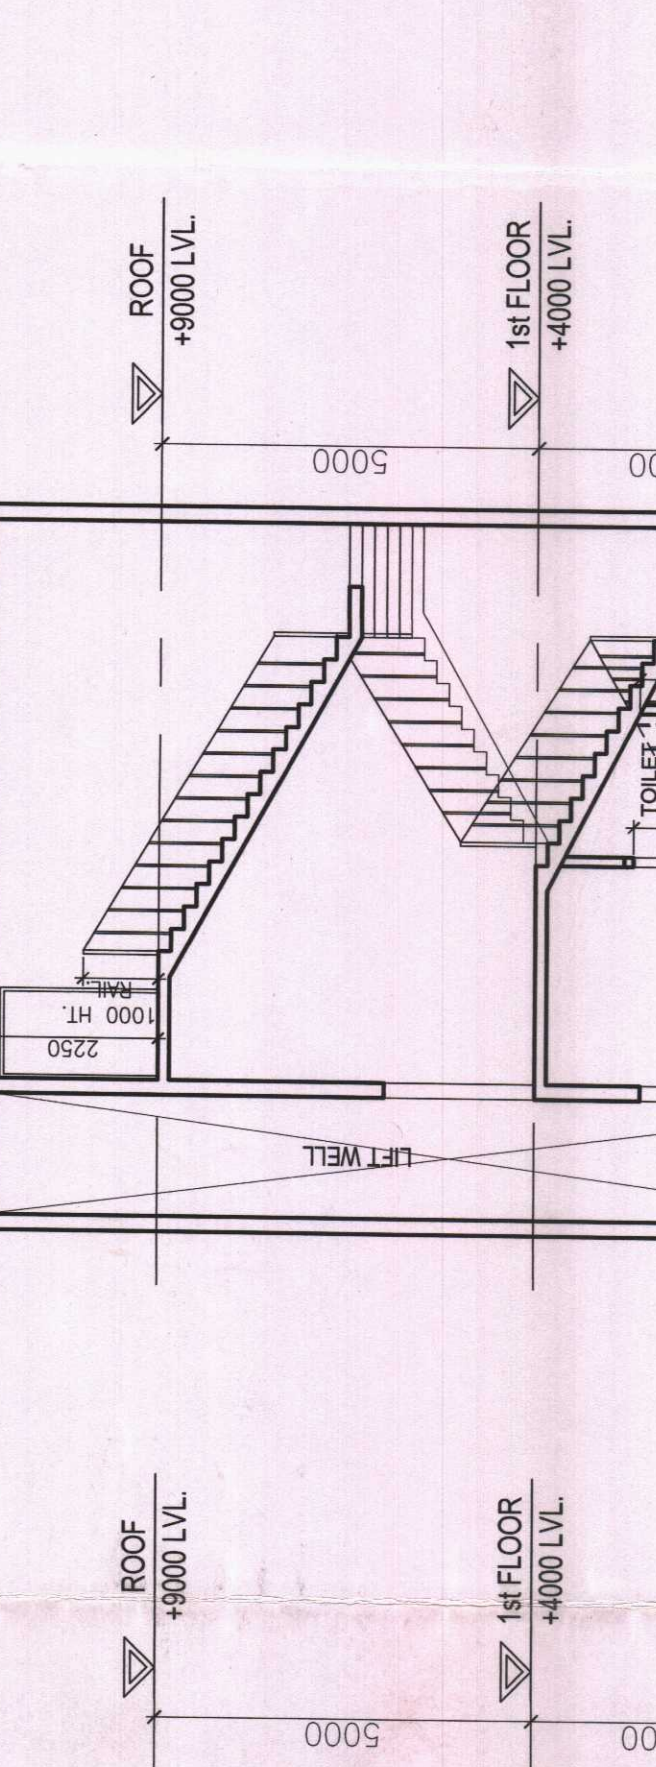 ROOF
+9000 LVL.
1st FLOOR
+4000 LVL.
5000
TOILET
RAIL.
1000 HT.
2250
LIFT WELL
ROOF
+9000 LVL.
1st FLOOR
+4000 LVL.
5000